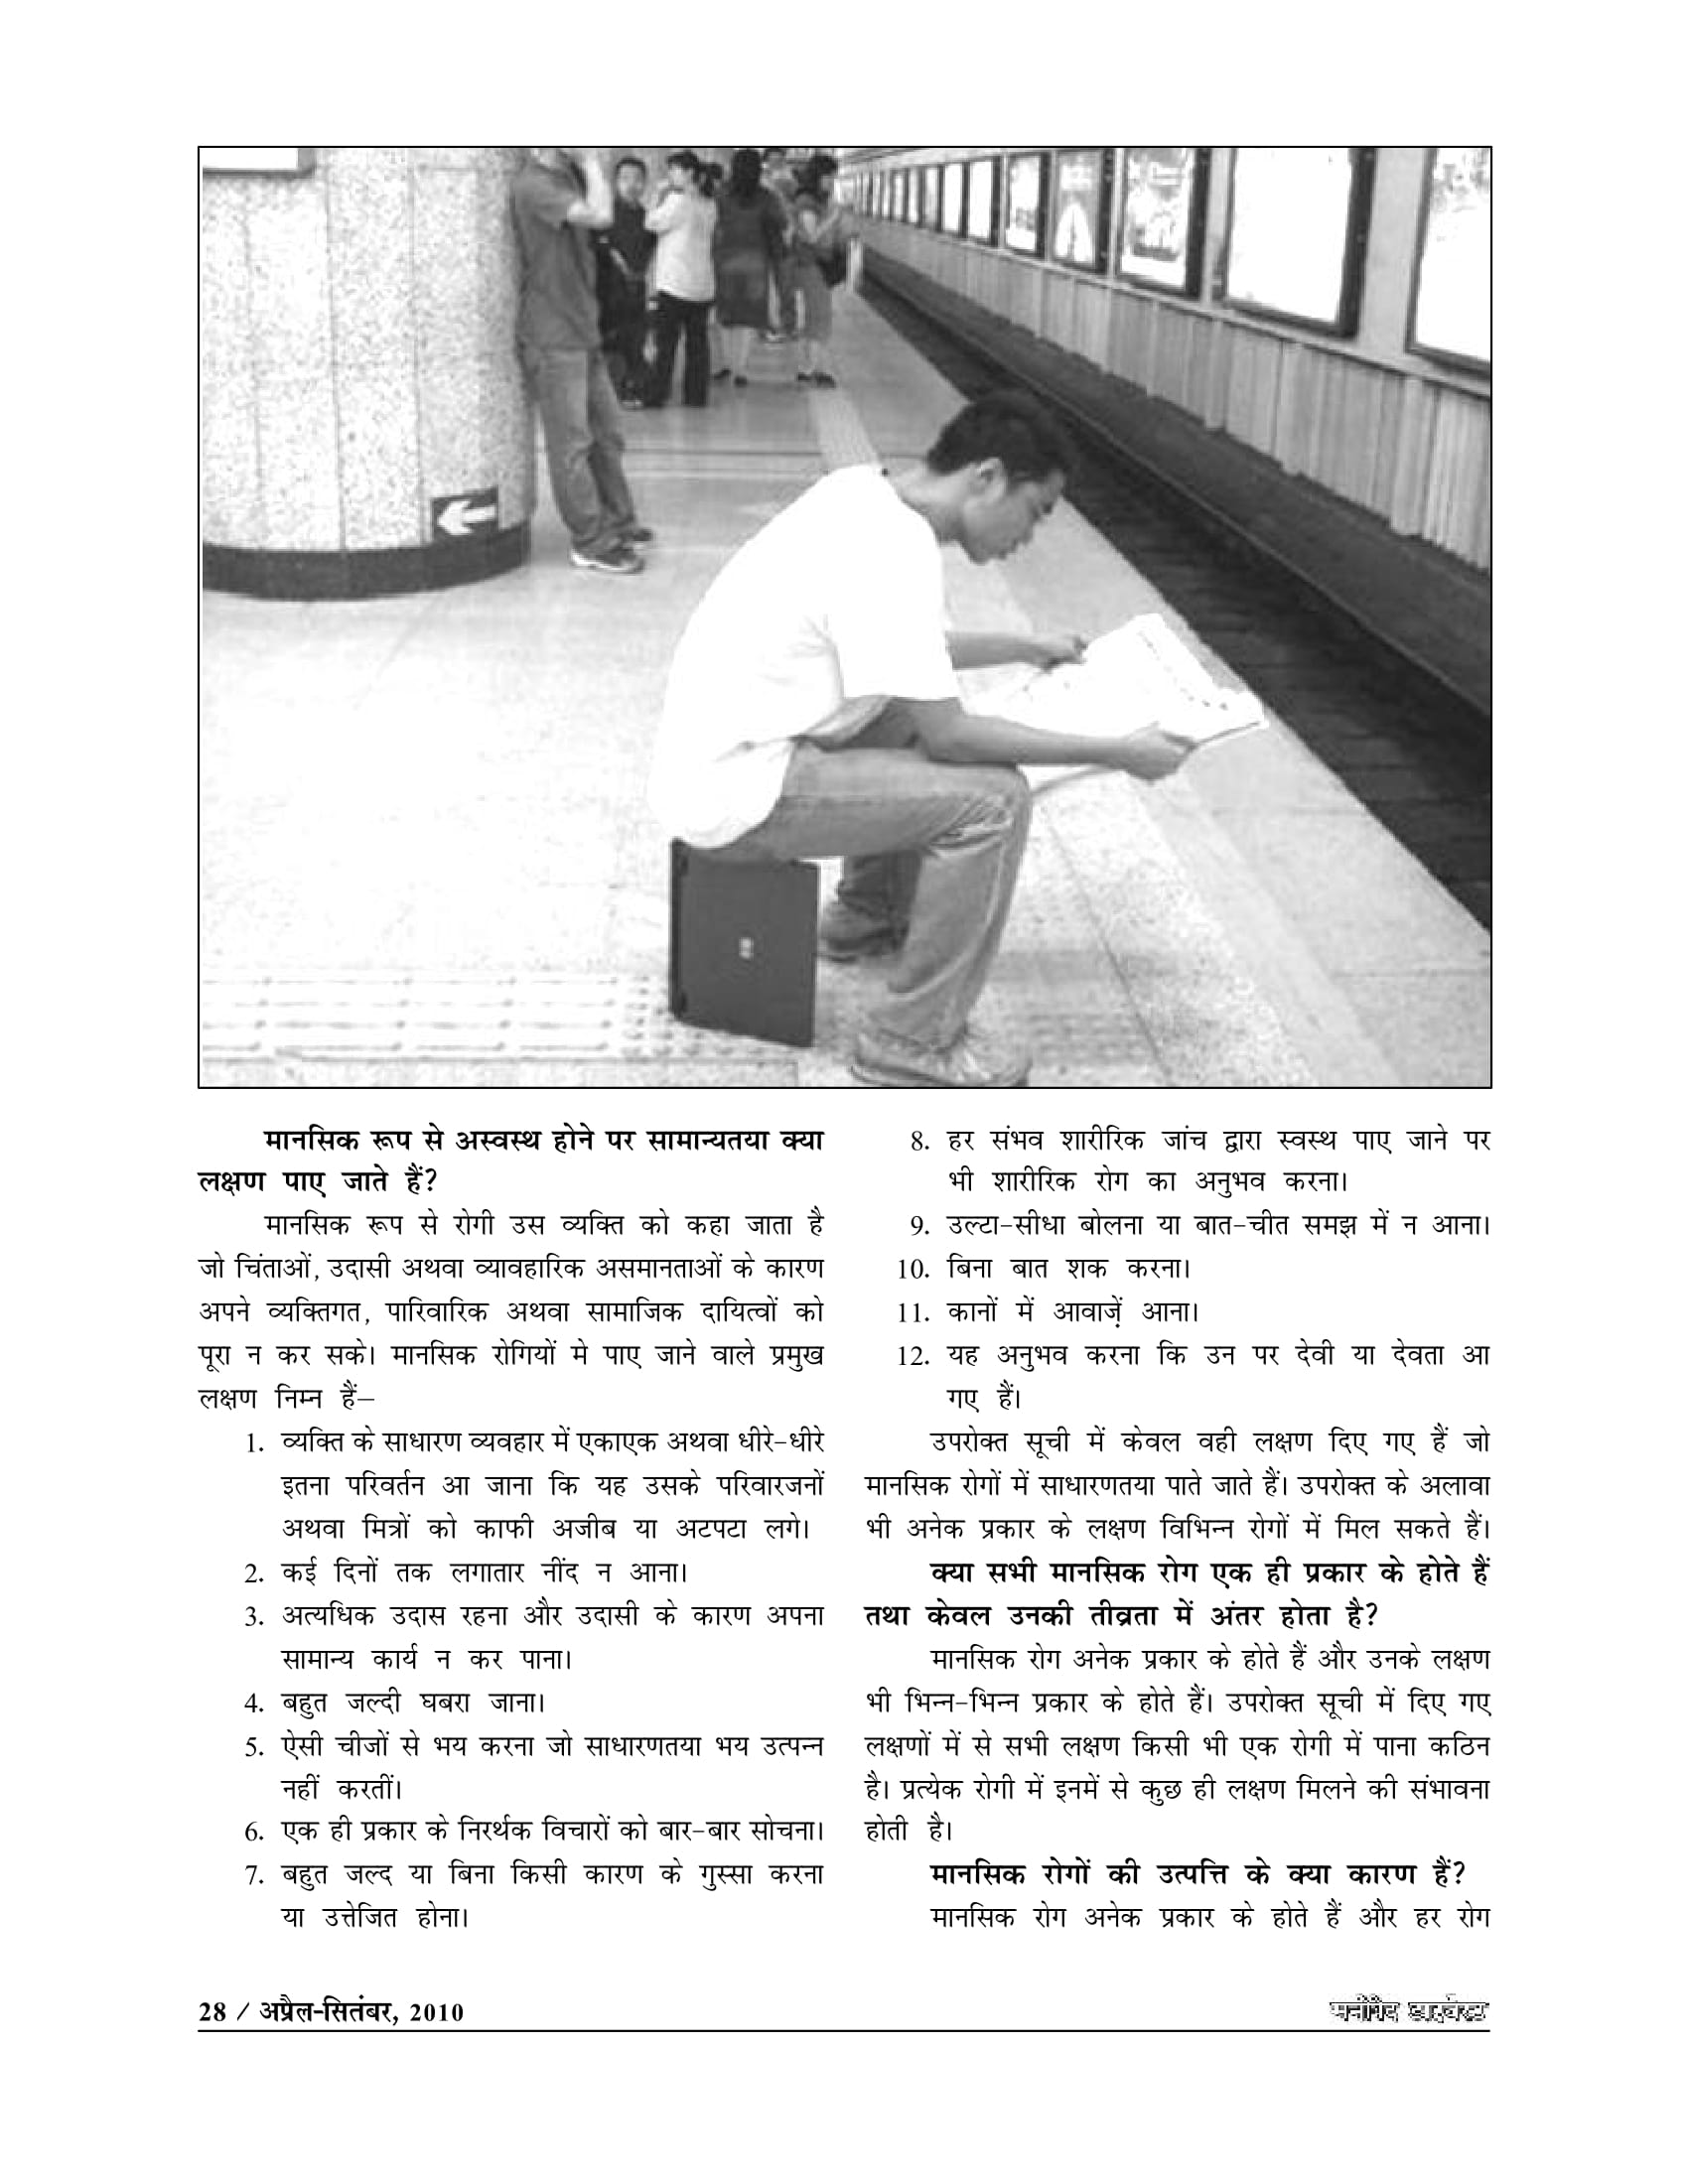 मानसिक रूप से अस्वस्थ होने पर सामान्यतया क्या
लक्षण पाए जाते हैं?
मानसिक रूप से रोगी उस व्यक्ति को कहा जाता है
जो चिंताओं, उदासी अथवा व्यावहारिक असमानताओं के कारण
अपने व्यक्तिगत, पारिवारिक अथवा सामाजिक दायित्वों को
पूरा न कर सके। मानसिक रोगियों मे पाए जाने वाले प्रमुख
लक्षण निम्न हैं–
1. व्यक्ति के साधारण व्यवहार में एकाएक अथवा धीरे-धीरे
इतना परिवर्तन आ जाना कि यह उसके परिवारजनों
अथवा मित्रों को काफी अजीब या अटपटा लगे।
2. कई दिनों तक लगातार नींद न आना।
3. अत्यधिक उदास रहना और उदासी के कारण अपना
सामान्य कार्य न कर पाना।
4. बहुत जल्दी घबरा जाना।
5. ऐसी चीजों से भय करना जो साधारणतया भय उत्पन्न
नहीं करतीं।
6. एक ही प्रकार के निरर्थक विचारों को बार-बार सोचना।
7. बहुत जल्द या बिना किसी कारण के गुस्सा करना
या उत्तेजित होना।
8. हर संभव शारीरिक जांच द्वारा स्वस्थ पाए जाने पर
भी शारीरिक रोग का अनुभव करना।
9. उल्टा-सीधा बोलना या बात-चीत समझ में न आना।
10. बिना बात शक करना।
11. कानों में आवाज़ें आना।
12. यह अनुभव करना कि उन पर देवी या देवता आ
गए हैं।
उपरोक्त सूची में केवल वही लक्षण दिए गए हैं जो
मानसिक रोगों में साधारणतया पाते जाते हैं। उपरोक्त के अलावा
भी अनेक प्रकार के लक्षण विभिन्न रोगों में मिल सकते हैं।
क्या सभी मानसिक रोग एक ही प्रकार के होते हैं
तथा केवल उनकी तीव्रता में अंतर होता है?
मानसिक रोग अनेक प्रकार के होते हैं और उनके लक्षण
भी भिन्न-भिन्न प्रकार के होते हैं। उपरोक्त सूची में दिए गए
लक्षणों में से सभी लक्षण किसी भी एक रोगी में पाना कठिन
है। प्रत्येक रोगी में इनमें से कुछ ही लक्षण मिलने की संभावना
होती है।
मानसिक रोगों की उत्पत्ति के क्या कारण हैं?
मानसिक रोग अनेक प्रकार के होते हैं और हर रोग
28 / अप्रैल-सितंबर, 2010